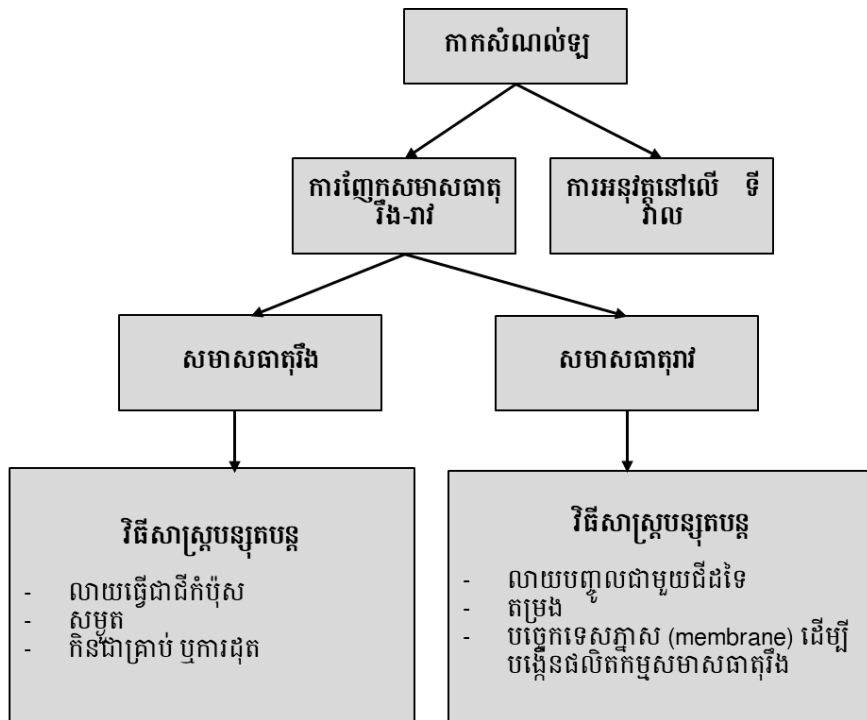 កាកសំណល់ឡ
ការញែកសមាសធាតុ
រឹង-រាវ
ការអនុវត្តនៅលើ ទី
វាល
សមាសធាតុរឹង
សមាសធាតុរាវ
វិធីសាស្ត្របន្សុតបន្ត
- លាយធ្វើជាជីកំប៉ុស
- សម្ងួត
- កិនជាគ្រាប់ ឬការដុត
វិធីសាស្ត្របន្សុតបន្ត
- លាយបញ្ចូលជាមួយជីដទៃ
- តម្រង
- បច្ចេកទេសភ្នាស (membrane) ដើម្បី
បង្កើនផលិតកម្មសមាសធាតុរឹង